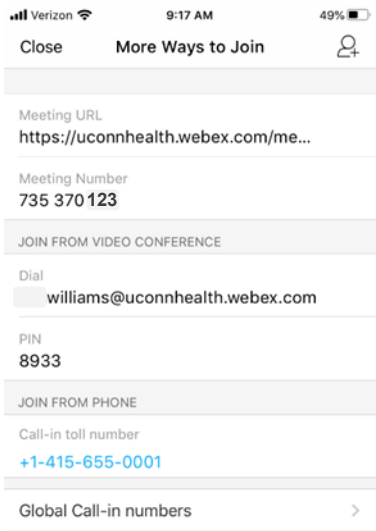 Verizon 9:17 AM 49%
Close More Ways to Join
Meeting URL
https://uconnhealth.webex.com/me...
Meeting Number
735 370 123
JOIN FROM VIDEO CONFERENCE
Dial
williams@uconnhealth.webex.com
PIN
8933
JOIN FROM PHONE
Call-in toll number
+1-415-655-0001
Global Call-in numbers